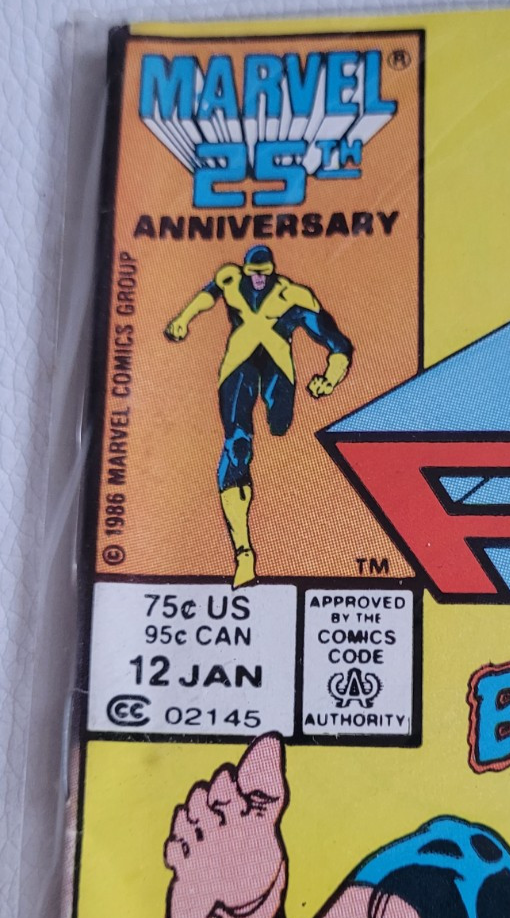 MARVEL®
25TH
ANNIVERSARY
© 1986 MARVEL COMICS GROUP
TM
75¢ US
95¢ CAN
12 JAN
CC 02145
APPROVED
BY THE
COMICS
CODE
A
AUTHORITY